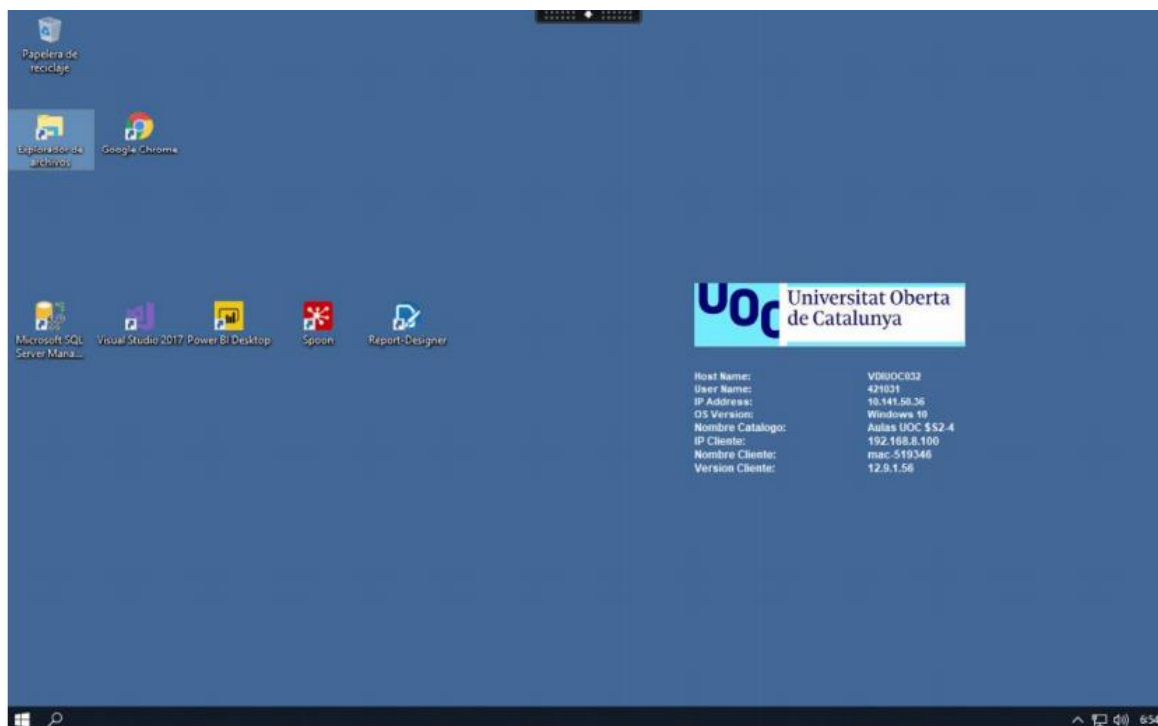 Papelera de
reciclaje
Explorador de
archivos
Google Chrome
Microsoft SQL
Server Mana...
Visual Studio 2017
Power BI Desktop
Spoon
Report-Designer
UOC
Universitat Oberta
de Catalunya
Host Name: VDIUOC032
User Name: 421031
IP Address: 10.141.50.36
OS Version: Windows 10
Nombre Catalogo: Aulas UOC $S2-4
IP Cliente: 192.168.8.100
Nombre Cliente: mac-519346
Version Cliente: 12.9.1.56